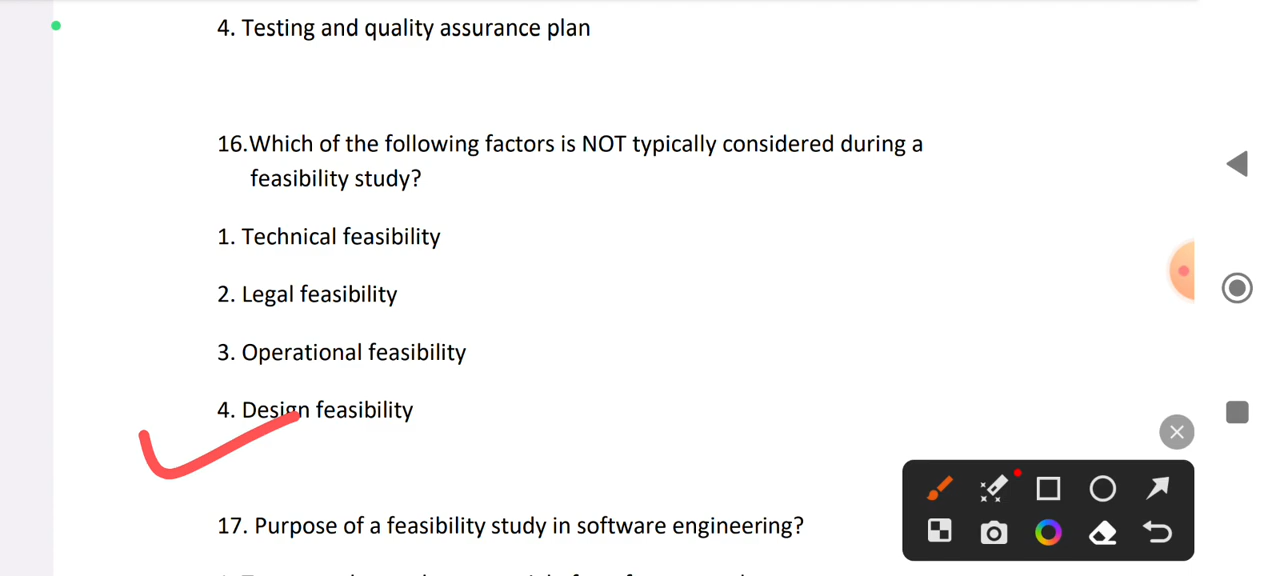 4. Testing and quality assurance plan
16.Which of the following factors is NOT typically considered during a
feasibility study?
1. Technical feasibility
2. Legal feasibility
3. Operational feasibility
4. Design feasibility
17. Purpose of a feasibility study in software engineering?